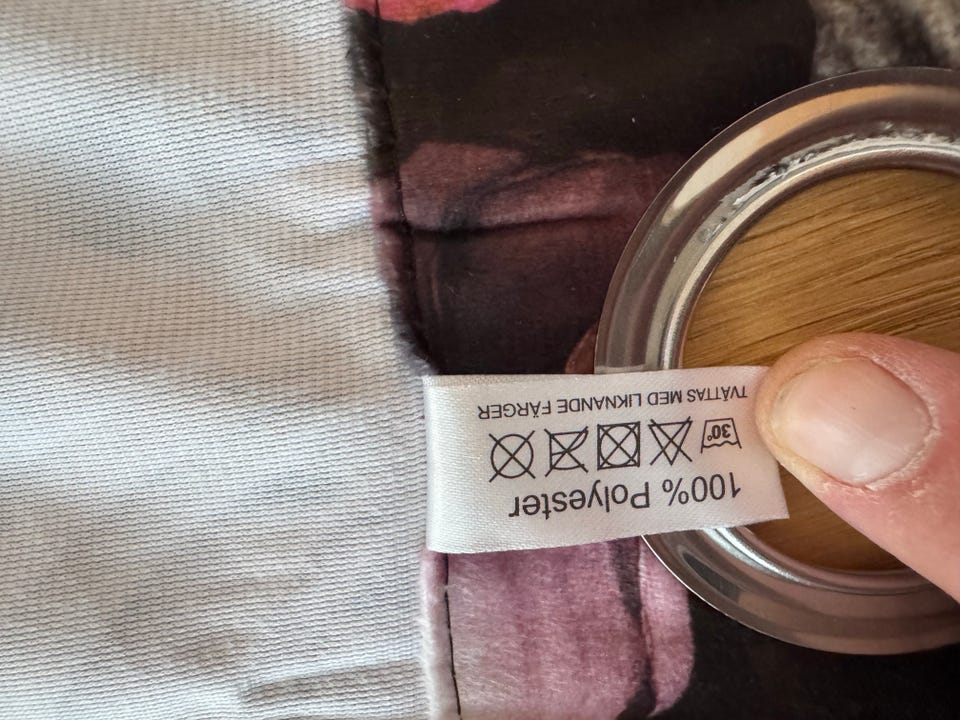 100% Polyester
30°
TVÄTTAS MED LIKNANDE FÄRGER